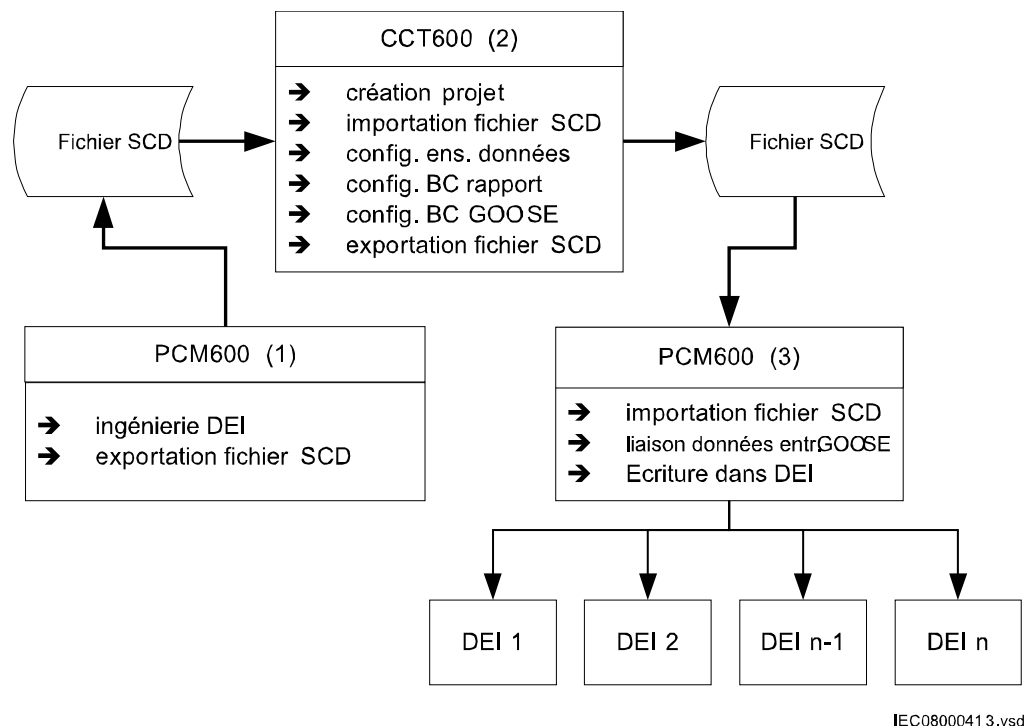 CCT600 (2)
➔ création projet
➔ importation fichier SCD
➔ config. ens. données
➔ config. BC rapport
➔ config. BC GOOSE
➔ exportation fichier SCD
Fichier SCD
Fichier SCD
PCM600 (1)
➔ ingénierie DEI
➔ exportation fichier SCD
PCM600 (3)
➔ importation fichier SCD
➔ liaison données entr.GOOSE
➔ Ecriture dans DEI
DEI 1
DEI 2
DEI n-1
DEI n
IEC08000413.vsd